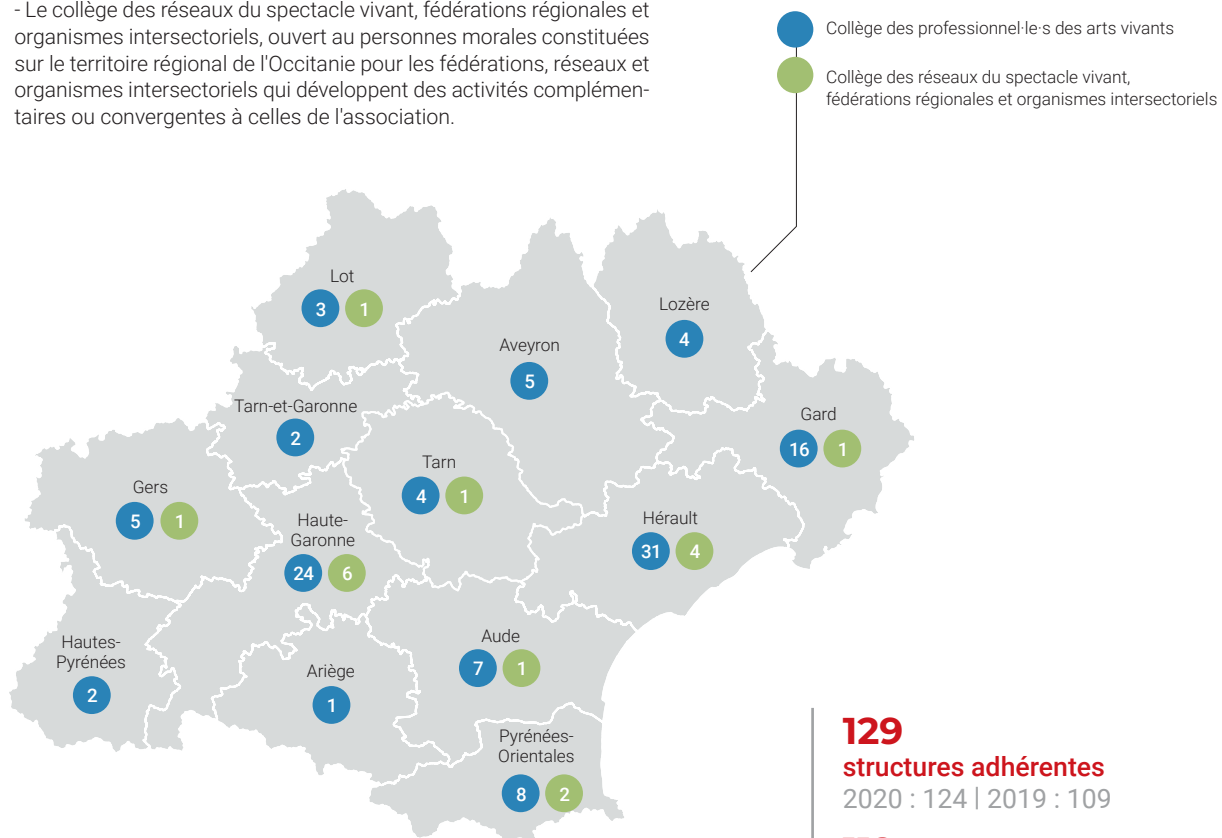 - Le collège des réseaux du spectacle vivant, fédérations régionales et
organismes intersectoriels, ouvert au personnes morales constituées
sur le territoire régional de l'Occitanie pour les fédérations, réseaux et
organismes intersectoriels qui développent des activités complémen-
taires ou convergentes à celles de l'association.
Collège des professionnel·le·s des arts vivants
Collège des réseaux du spectacle vivant,
fédérations régionales et organismes intersectoriels
Lot
3 1
Lozère
4
Aveyron
5
Tarn-et-Garonne
2
Gard
16 1
Tarn
4 1
Gers
5 1
Haute-
Garonne
24 6
Hérault
31 4
Hautes-
Pyrénées
2
Ariège
1
Aude
7 1
Pyrénées-
Orientales
8 2
129
structures adhérentes
2020 : 124 | 2019 : 109